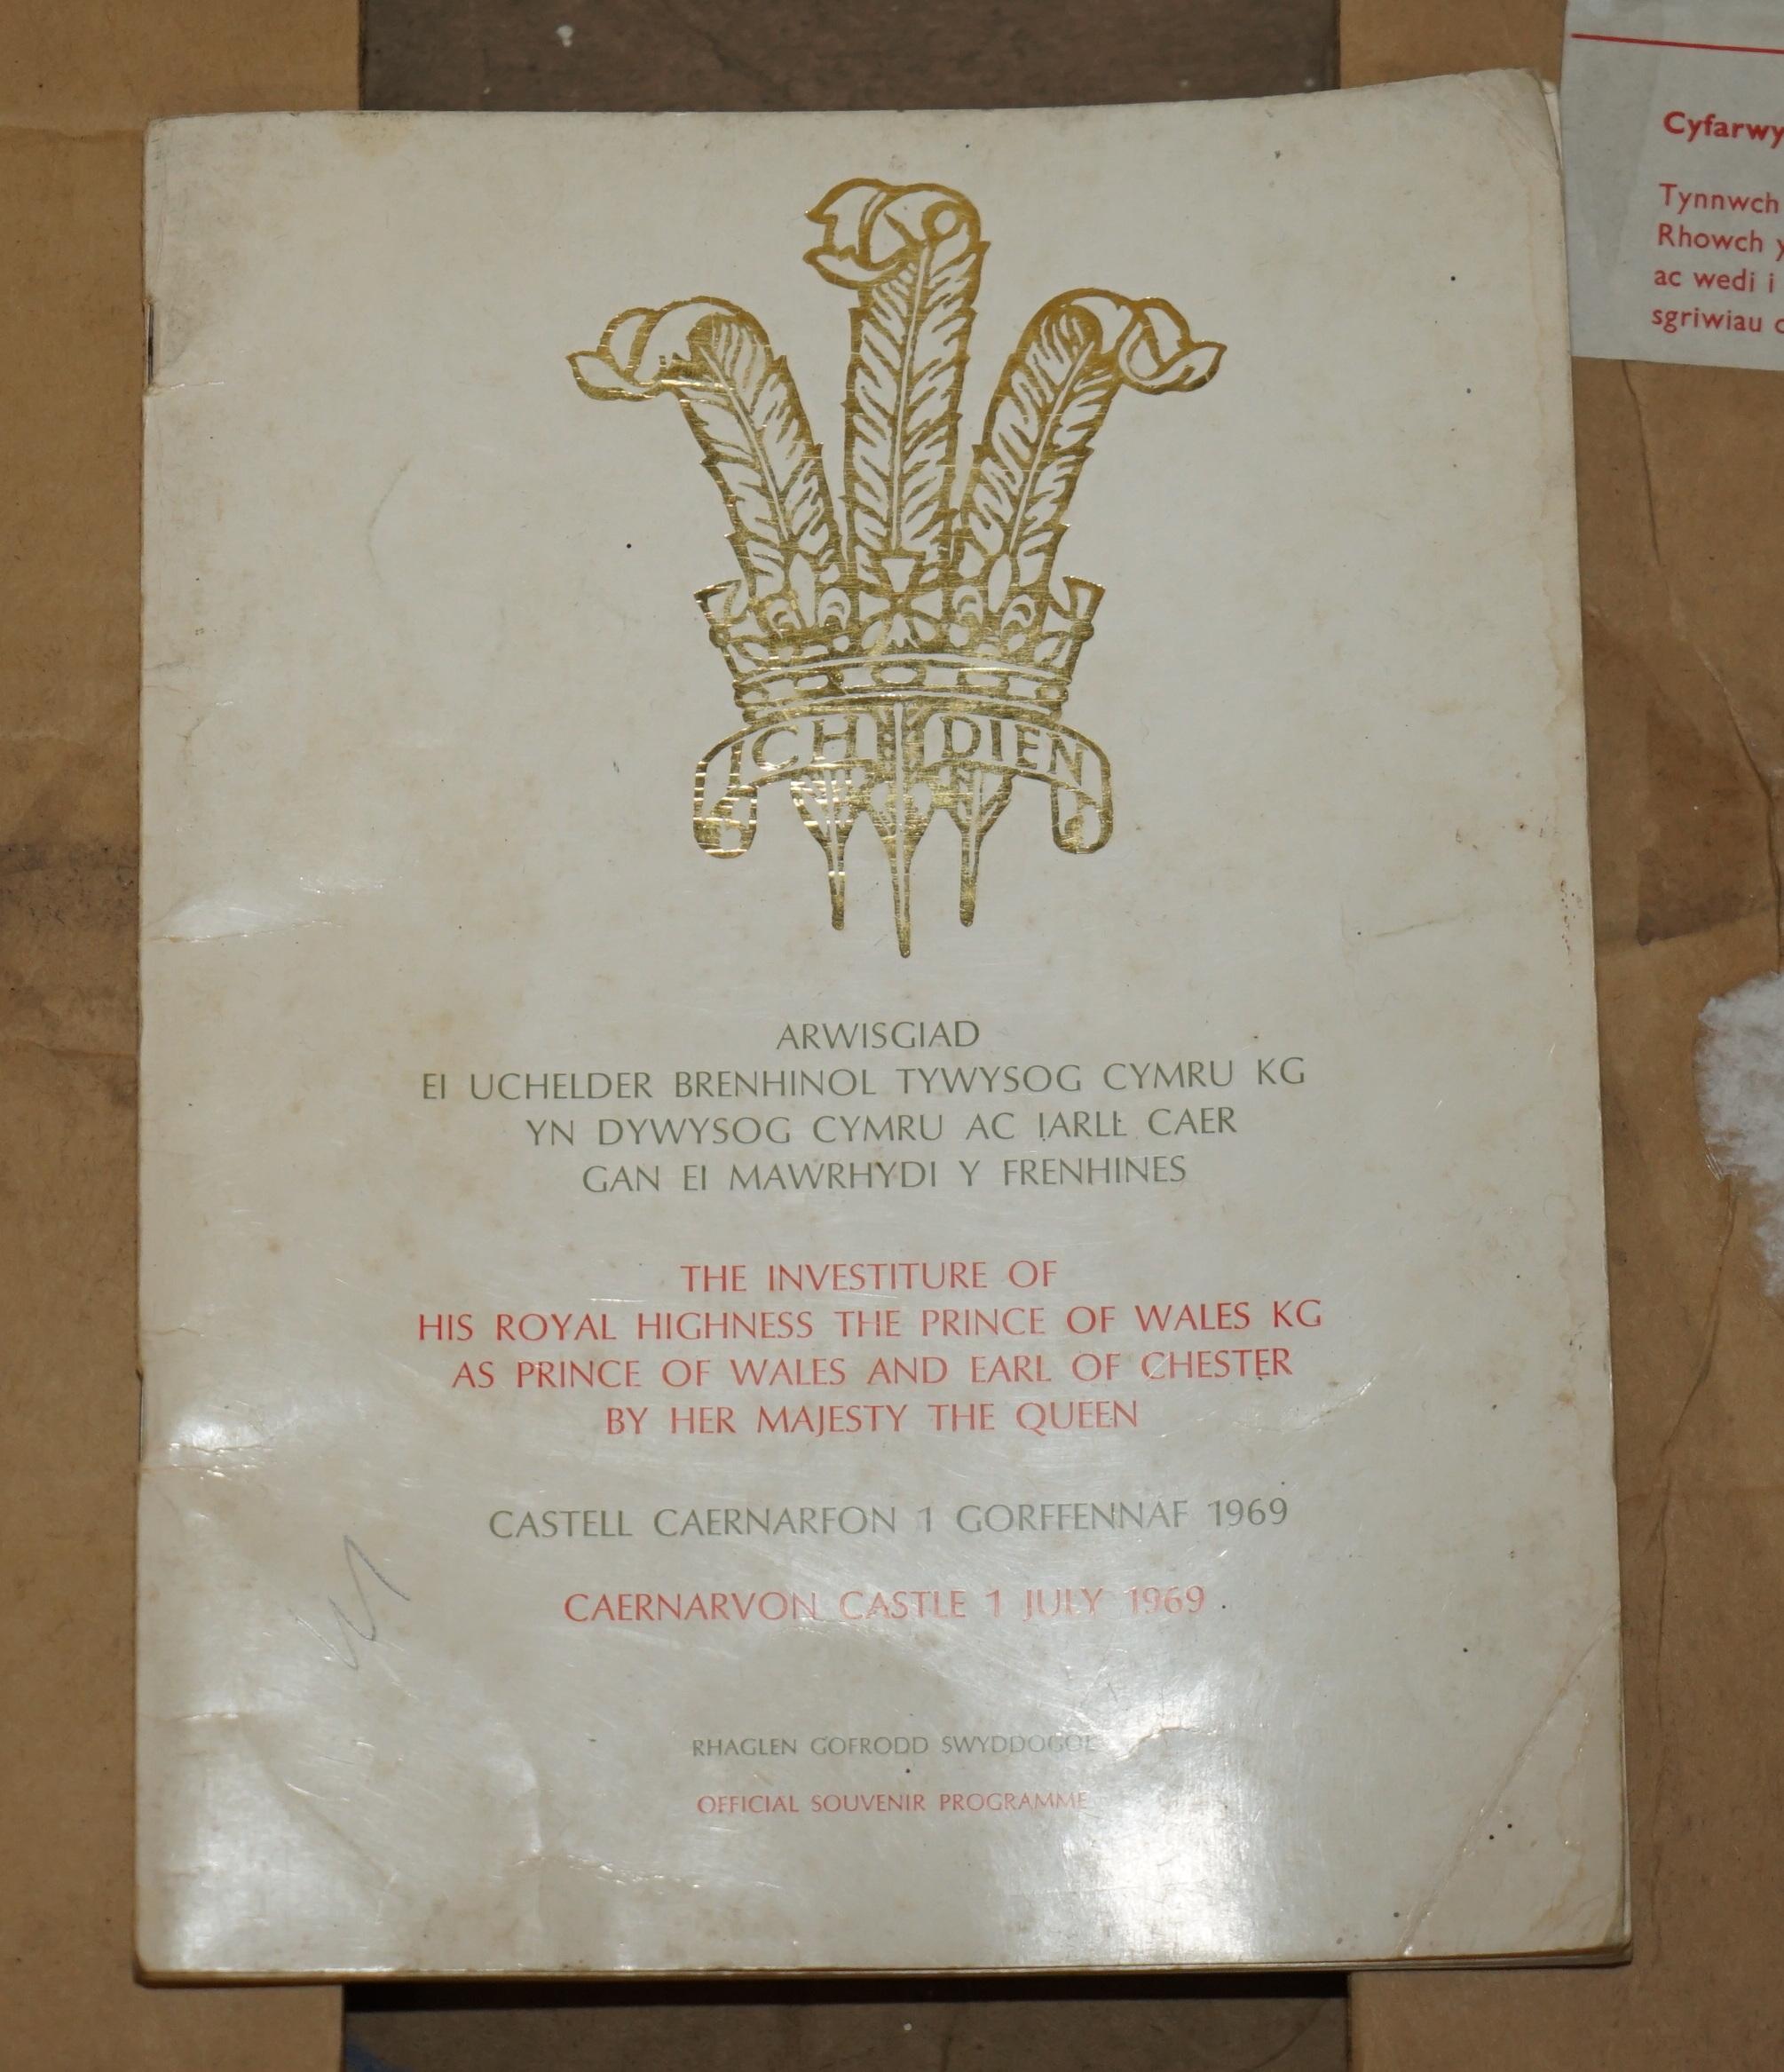 ICH DIEN
ARWISGIAD
EI UCHELDER BRENHINOL TYWYSOG CYMRU KG
YN DYWYSOG CYMRU AC IARLL CAER
GAN EI MAWRHYDI Y FRENHINES
THE INVESTITURE OF
HIS ROYAL HIGHNESS THE PRINCE OF WALES KG
AS PRINCE OF WALES AND EARL OF CHESTER
BY HER MAJESTY THE QUEEN
CASTELL CAERNARFON 1 GORFFENNAF 1969
CAERNARVON CASTLE 1 JULY 1969
RHAGLEN GOFRODD SWYDDOGOL
OFFICIAL SOUVENIR PROGRAMME
Tynnwch
Rhowch
ac wedi i
sgriwiau